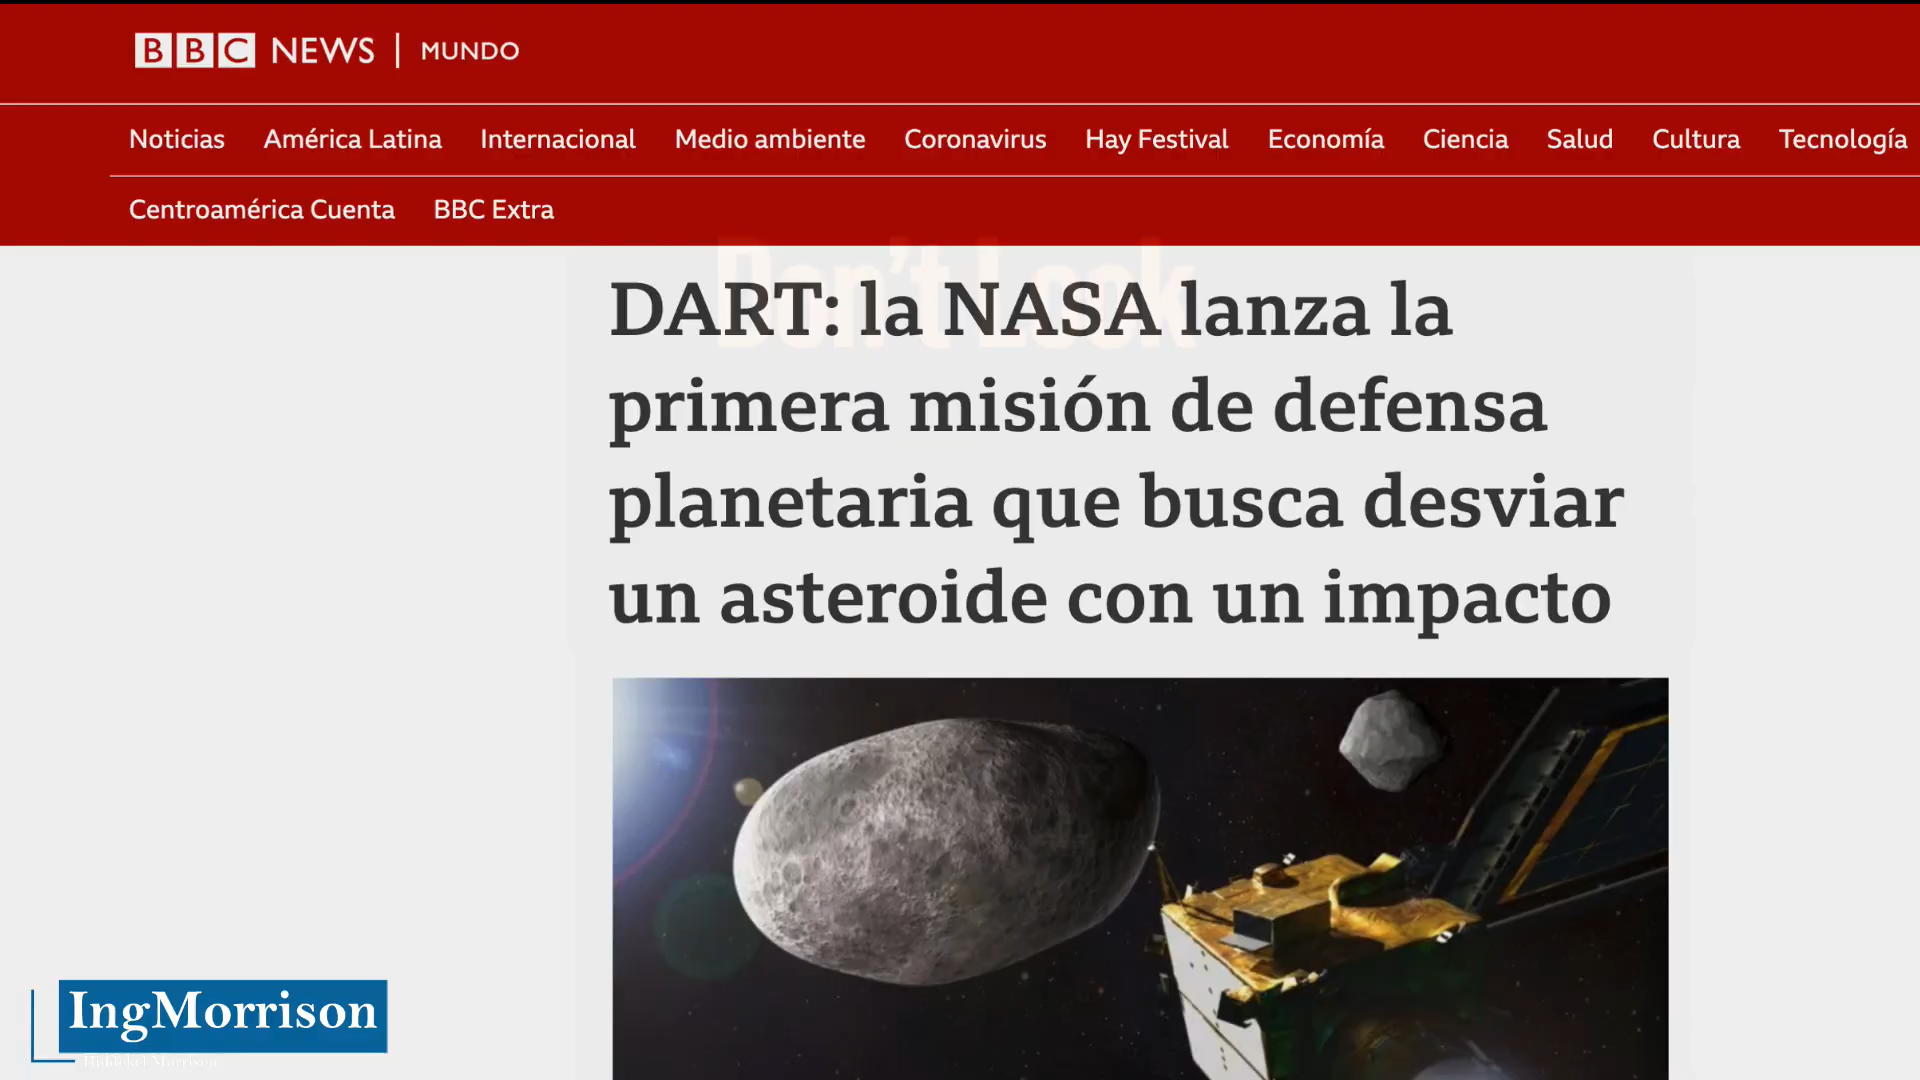 BBC NEWS | MUNDO
Noticias América Latina Internacional Medio ambiente Coronavirus Hay Festival Economía Ciencia Salud Cultura Tecnología
Centroamérica Cuenta BBC Extra
Don't Look
DART: la NASA lanza la
primera misión de defensa
planetaria que busca desviar
un asteroide con un impacto
IngMorrison